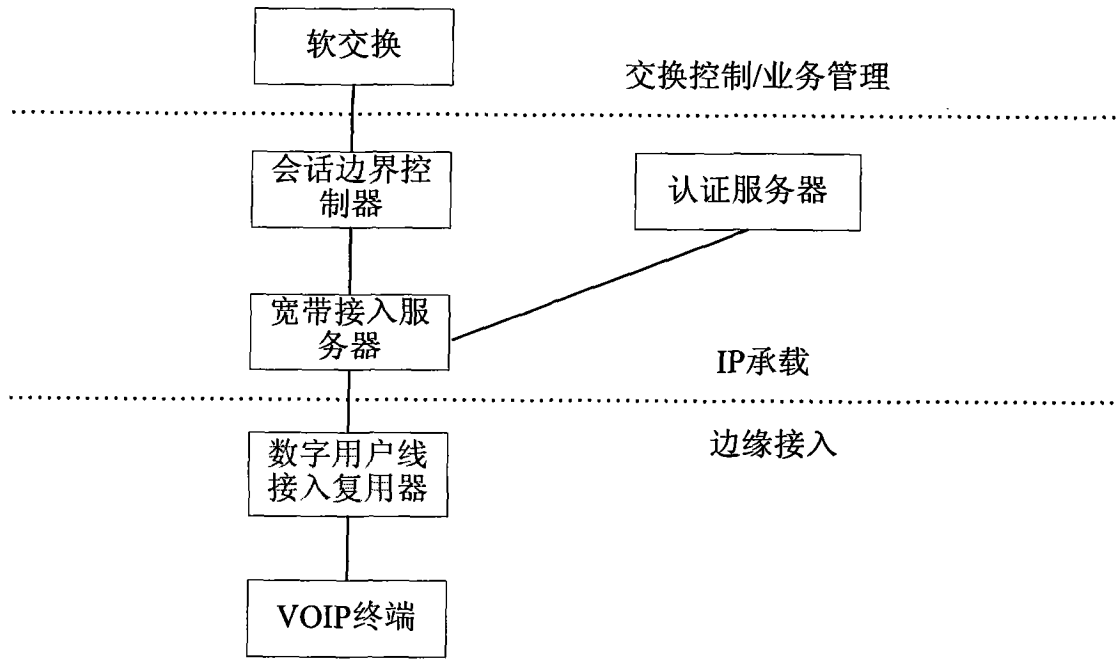 软交换
交换控制/业务管理
会话边界控
制器
认证服务器
宽带接入服
务器
IP承载
边缘接入
数字用户线
接入复用器
VOIP终端